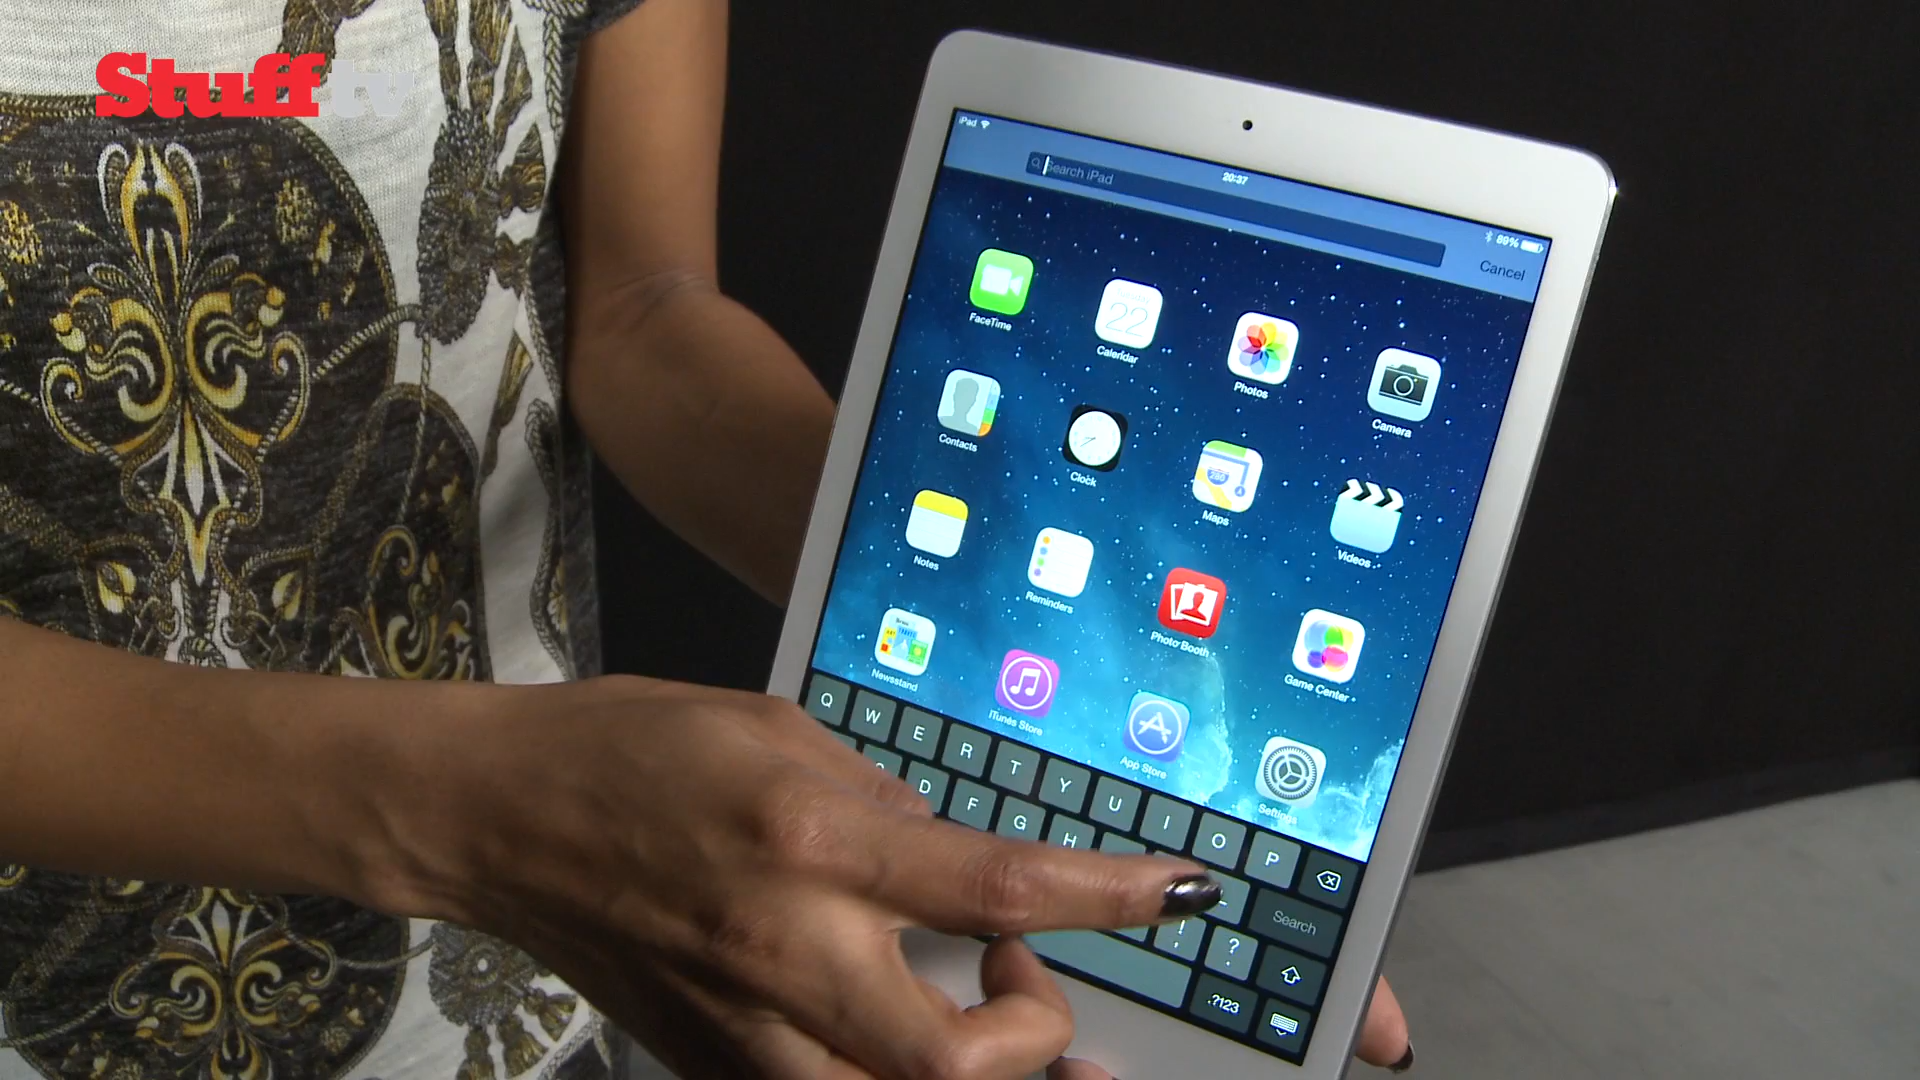 Stuff tv
iPad
20:37
89%
Search iPad
Cancel
FaceTime
22
Calendar
Photos
Camera
Contacts
Clock
280
Maps
Videos
Notes
Reminders
Photo Booth
Game Center
Newsstand
iTunes Store
App Store
Settings
Q W E R T Y U I O P
D F G H
Search
! ?
.?123